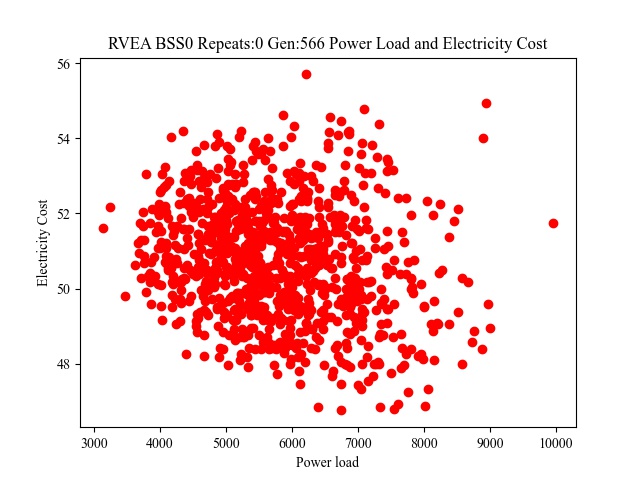 RVEA BSS0 Repeats:0 Gen:566 Power Load and Electricity Cost
56
54
52
50
48
Electricity Cost
3000 4000 5000 6000 7000 8000 9000 10000
Power load